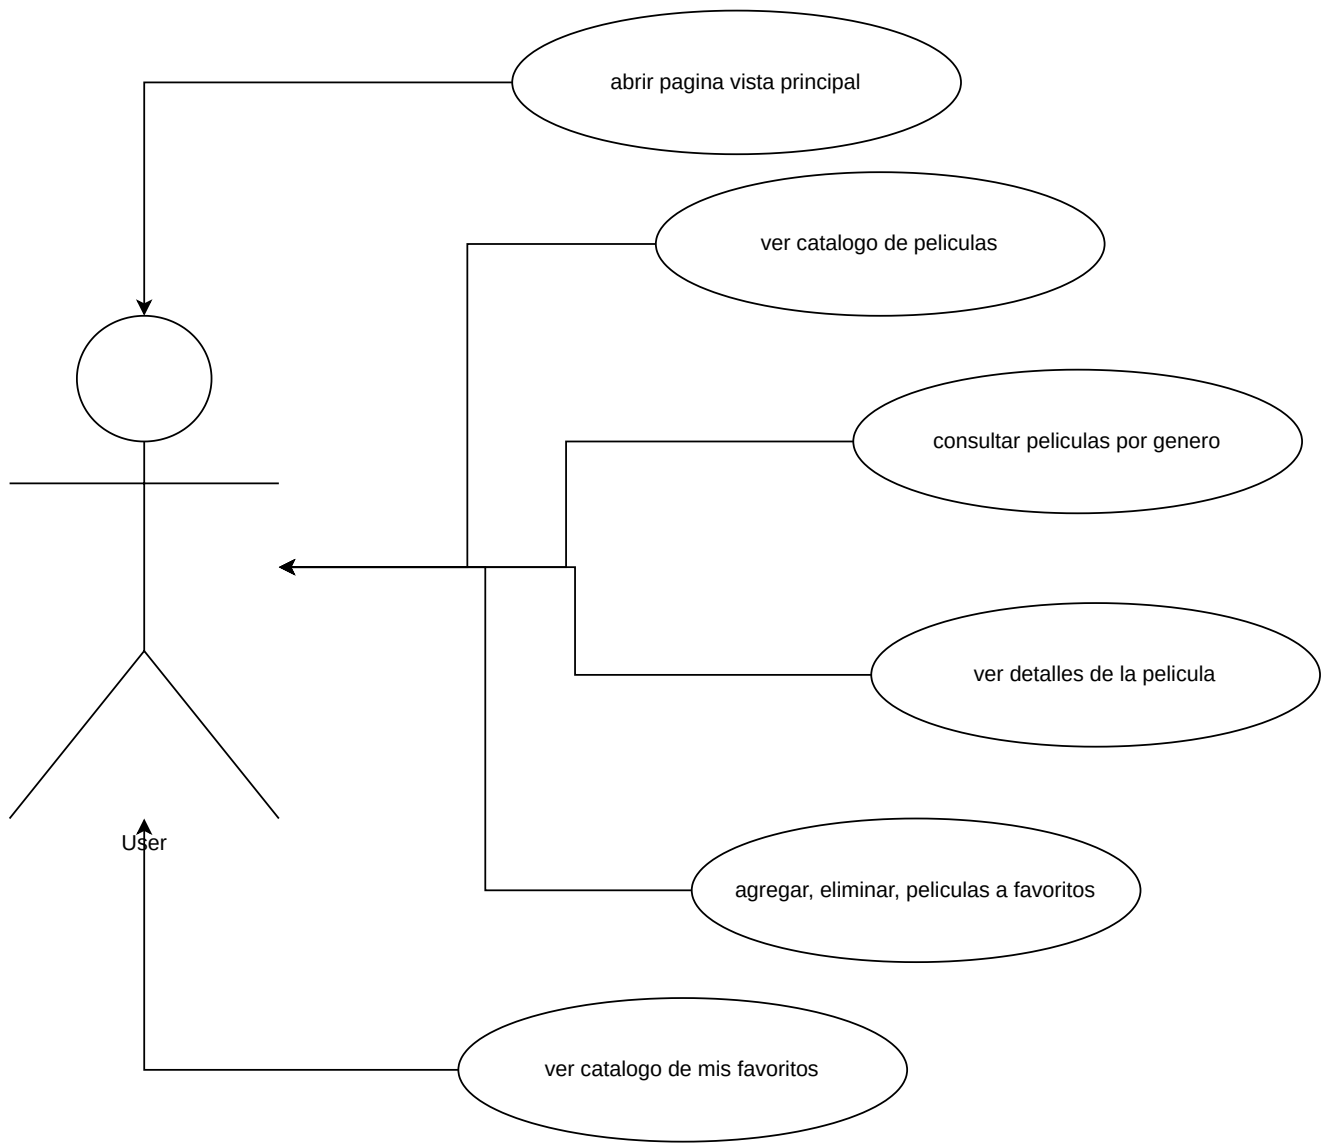 abrir pagina vista principal
ver catalogo de peliculas
consultar peliculas por genero
ver detalles de la pelicula
User
agregar, eliminar, peliculas a favoritos
ver catalogo de mis favoritos